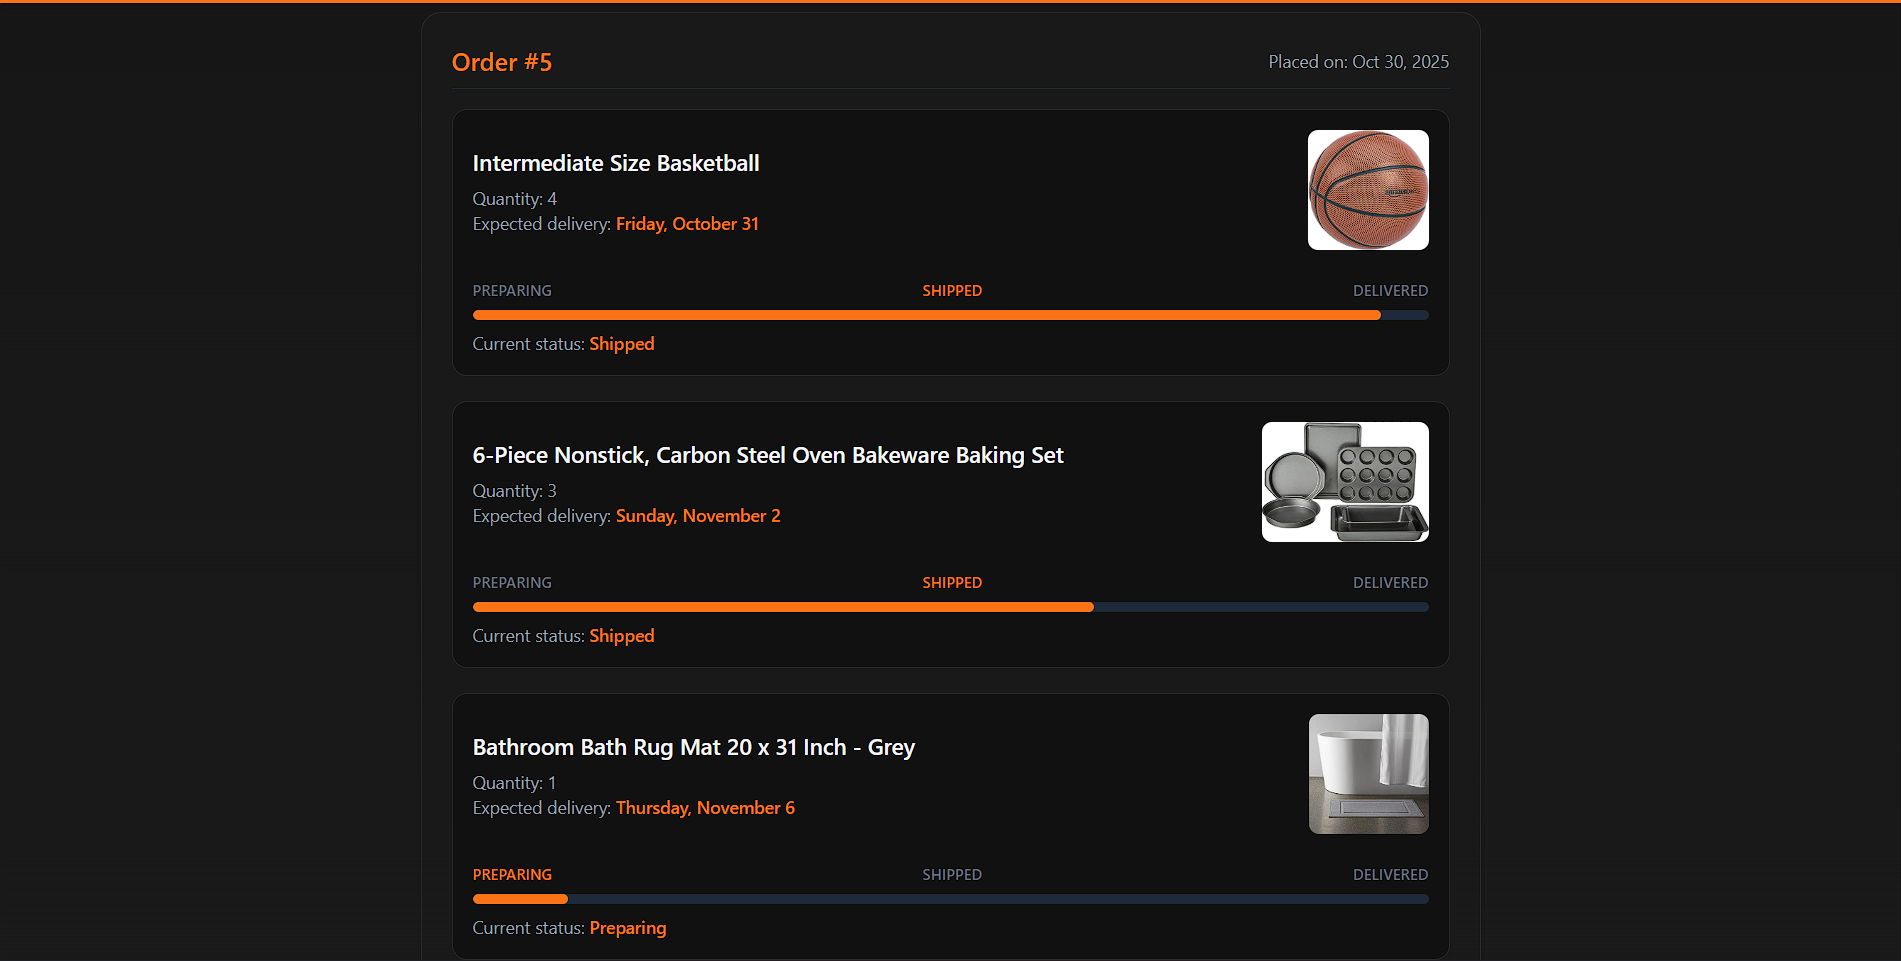 Order #5
Placed on: Oct 30, 2025
Intermediate Size Basketball
Quantity: 4
Expected delivery: Friday, October 31
PREPARING SHIPPED DELIVERED
Current status: Shipped
6-Piece Nonstick, Carbon Steel Oven Bakeware Baking Set
Quantity: 3
Expected delivery: Sunday, November 2
PREPARING SHIPPED DELIVERED
Current status: Shipped
Bathroom Bath Rug Mat 20 x 31 Inch - Grey
Quantity: 1
Expected delivery: Thursday, November 6
PREPARING SHIPPED DELIVERED
Current status: Preparing